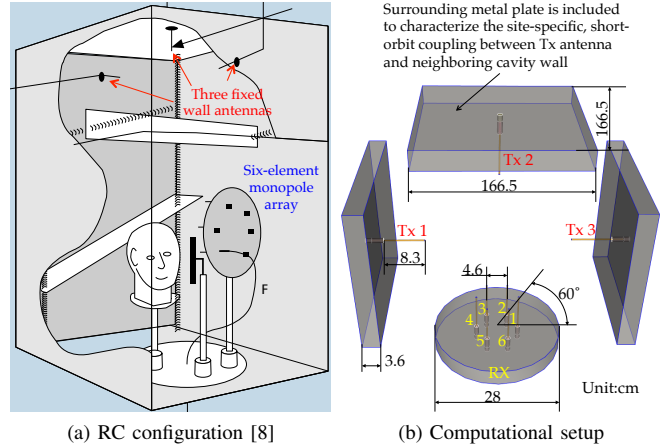 Three fixed
wall antennas
Six-element
monopole
array
F
(a) RC configuration [8]
Surrounding metal plate is included
to characterize the site-specific, short-
orbit coupling between Tx antenna
and neighboring cavity wall
166.5
Tx 2
166.5
Tx 1
Tx 3
8.3
4.6
60°
3
2
4
1
5
6
RX
3.6
28
Unit:cm
(b) Computational setup